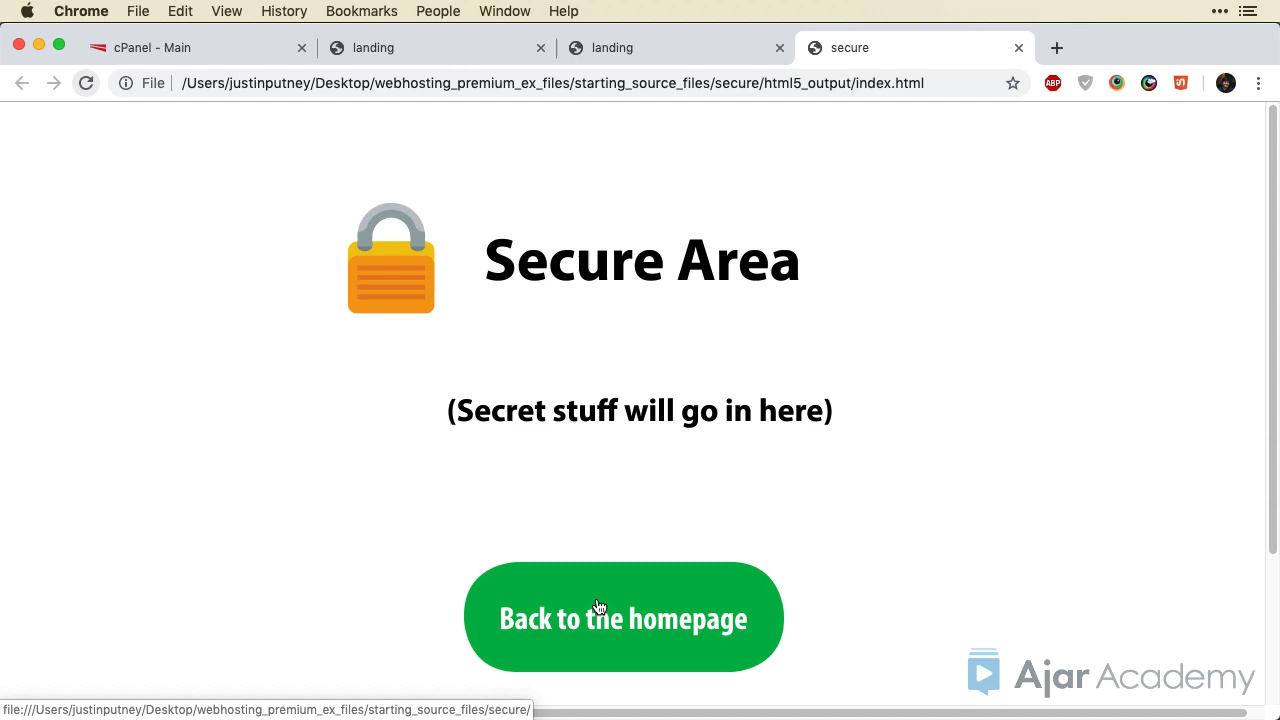 Chrome File Edit View History Bookmarks People Window Help
cPanel - Main landing landing secure
File /Users/justinputney/Desktop/webhosting_premium_ex_files/starting_source_files/secure/html5_output/index.html
ABP
Secure Area
(Secret stuff will go in here)
Back to the homepage
Ajar Academy
file:///Users/justinputney/Desktop/webhosting_premium_ex_files/starting_source_files/secure/